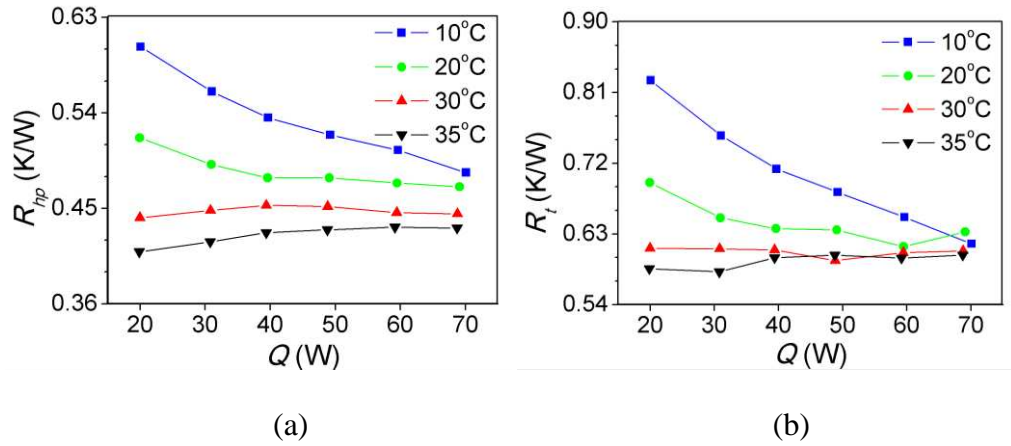 0.63
0.54
0.45
0.36
R_hp (K/W)
10°C
20°C
30°C
35°C
20 30 40 50 60 70
Q (W)
(a)
0.90
0.81
0.72
0.63
0.54
R_t (K/W)
10°C
20°C
30°C
35°C
20 30 40 50 60 70
Q (W)
(b)